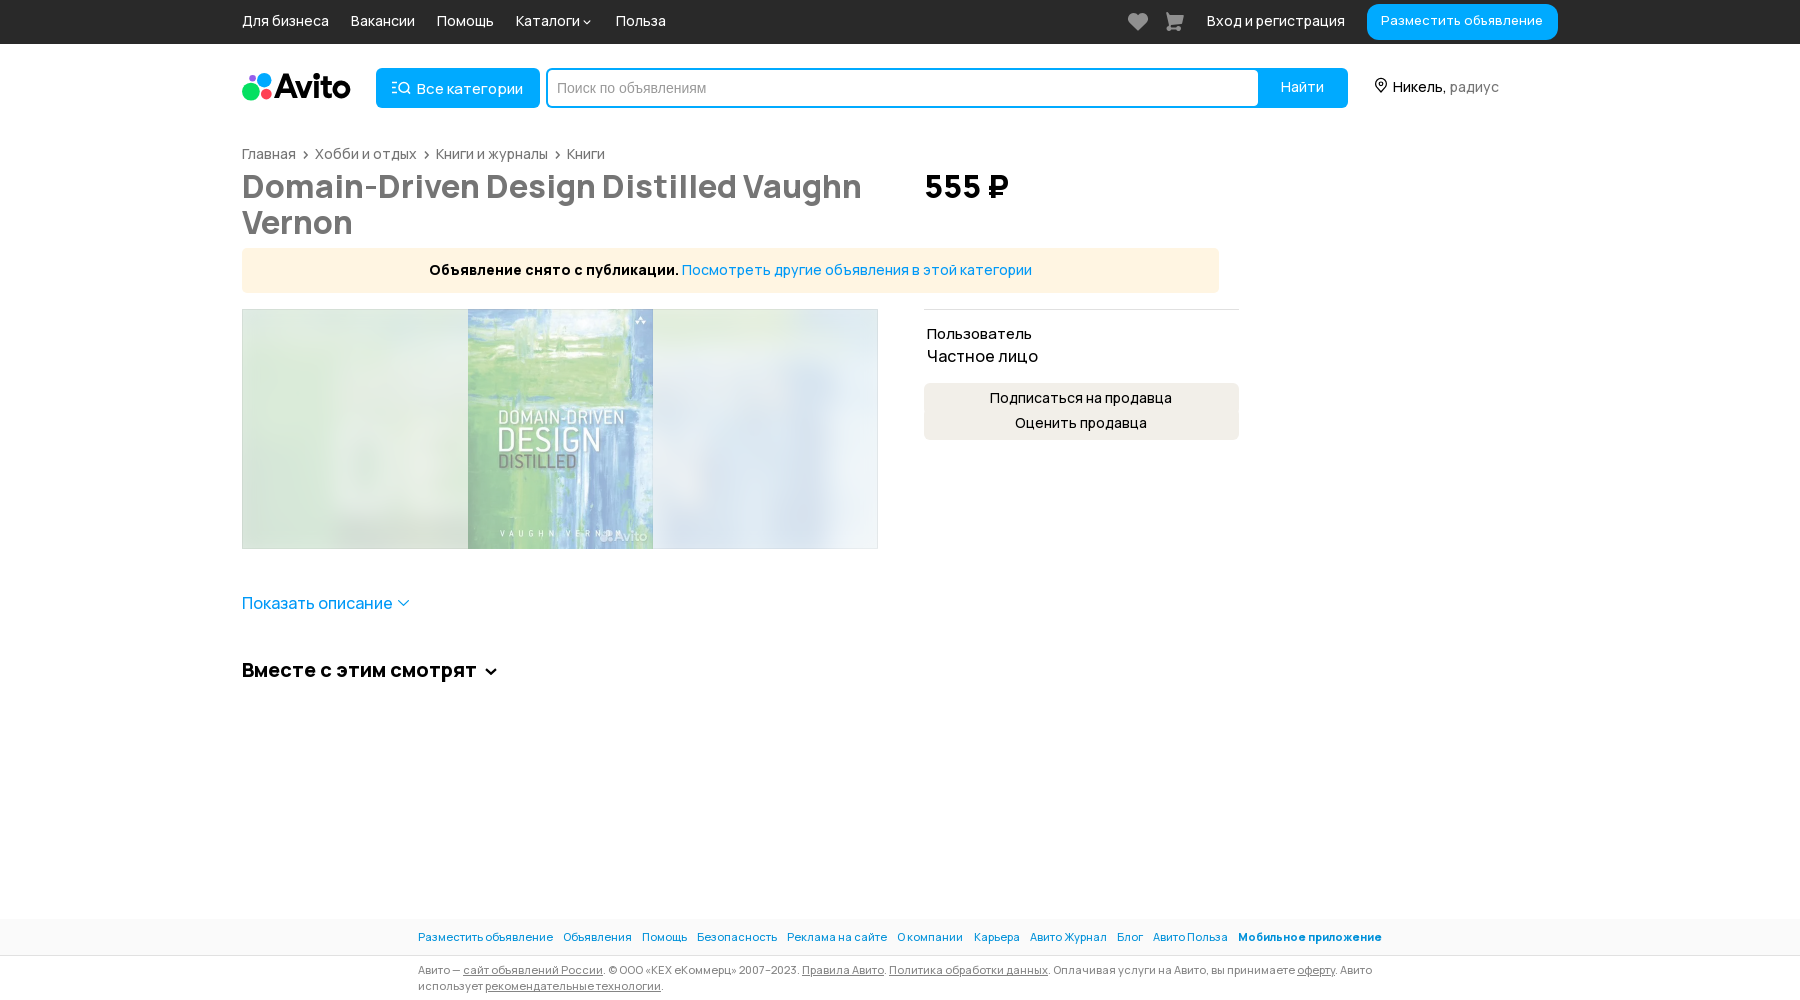 Для бизнеса Вакансии Помощь Каталоги Польза Вход и регистрация Разместить объявление
Avito Все категории Поиск по объявлениям Найти Никель, радиус
Главная Хобби и отдых Книги и журналы Книги
Domain-Driven Design Distilled Vaughn
Vernon
555 ₽
Объявление снято с публикации. Посмотреть другие объявления в этой категории
DOMAIN-DRIVEN
DESIGN
DISTILLED
VAUGHN VERNON
Avito
Пользователь
Частное лицо
Подписаться на продавца
Оценить продавца
Показать описание
Вместе с этим смотрят
Разместить объявление Объявления Помощь Безопасность Реклама на сайте О компании Карьера Авито Журнал Блог Авито Польза Мобильное приложение
Авито — сайт объявлений России. © ООО «КЕХ еКоммерц» 2007–2023. Правила Авито. Политика обработки данных. Оплачивая услуги на Авито, вы принимаете оферту. Авито
использует рекомендательные технологии.